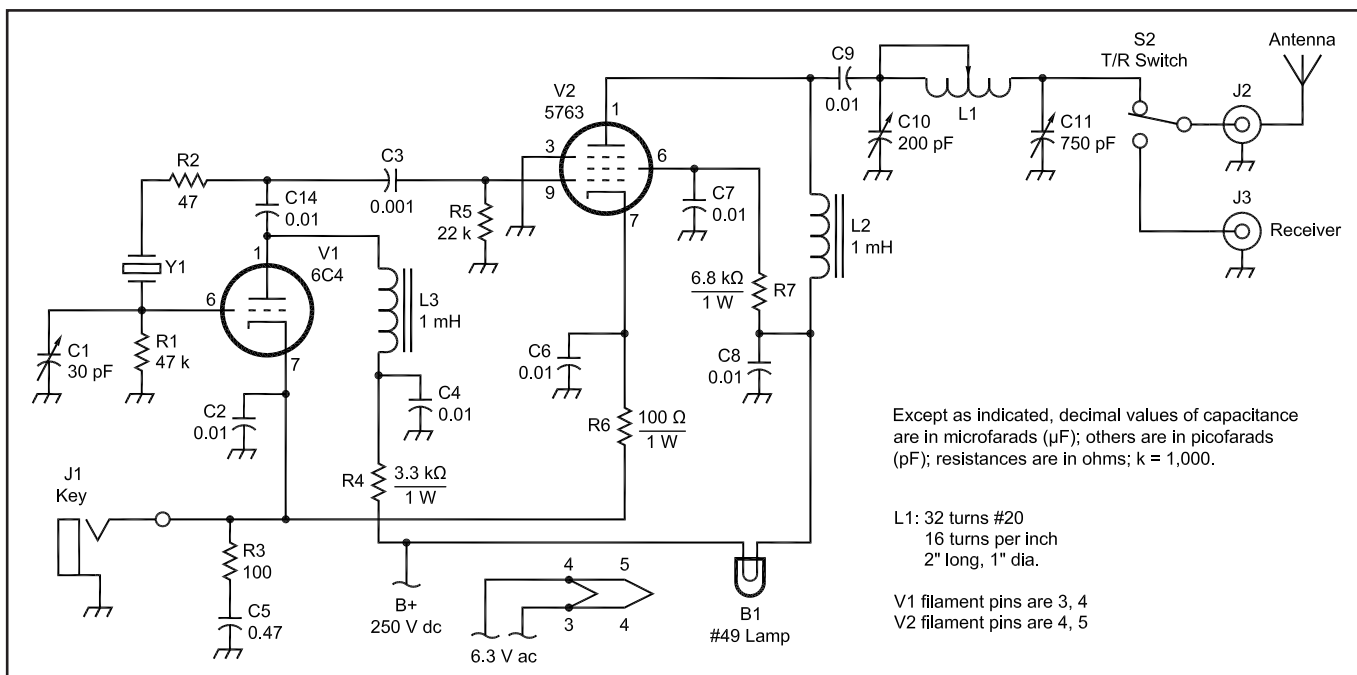 S2
T/R Switch
Antenna
C9
0.01
V2
5763
1
L1
J2
C10
200 pF
C11
750 pF
3
6
9
7
R2
47
C3
0.001
C14
0.01
R5
22 k
C7
0.01
L2
1 mH
J3
Receiver
1
V1
6C4
Y1
6
7
L3
1 mH
6.8 kΩ
1 W
R7
C1
30 pF
R1
47 k
C2
0.01
C4
0.01
C6
0.01
C8
0.01
R6
100 Ω
1 W
R4
3.3 kΩ
1 W
Except as indicated, decimal values of capacitance
are in microfarads (µF); others are in picofarads
(pF); resistances are in ohms; k = 1,000.
J1
Key
R3
100
C5
0.47
L1: 32 turns #20
16 turns per inch
2" long, 1" dia.
B+
250 V dc
4
5
3
4
6.3 V ac
B1
#49 Lamp
V1 filament pins are 3, 4
V2 filament pins are 4, 5